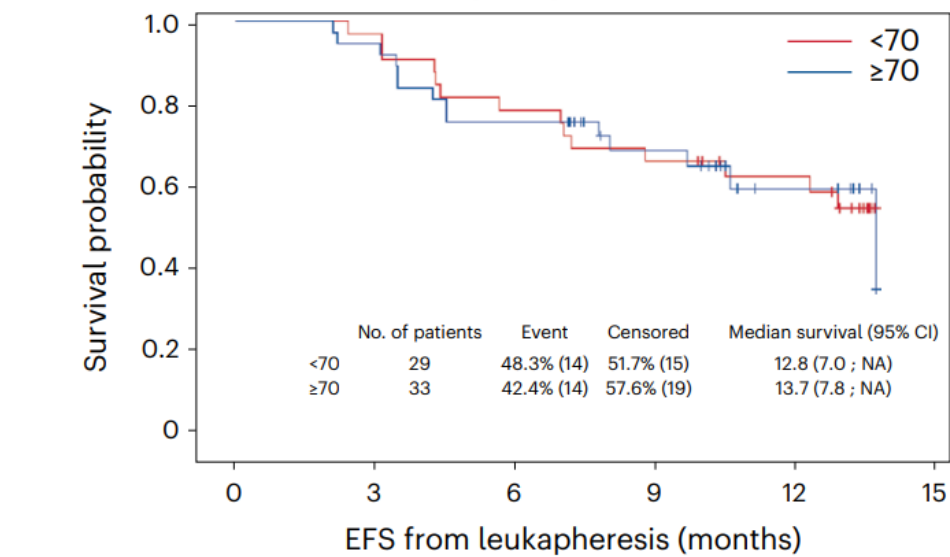 1.0
0.8
0.6
0.4
0.2
0
Survival probability
<70
≥70
No. of patients Event Censored Median survival (95% CI)
<70 29 48.3% (14) 51.7% (15) 12.8 (7.0 ; NA)
≥70 33 42.4% (14) 57.6% (19) 13.7 (7.8 ; NA)
0 3 6 9 12 15
EFS from leukapheresis (months)